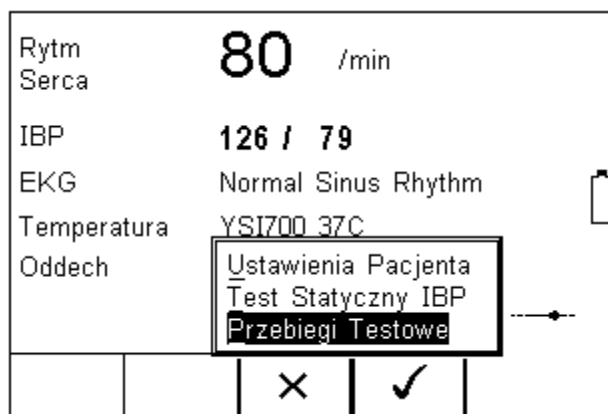 Rytm 80 /min
Serca
IBP 126 / 79
EKG Normal Sinus Rhythm
Temperatura YSI700 37C
Oddech
Ustawienia Pacjenta
Test Statyczny IBP
Przebiegi Testowe